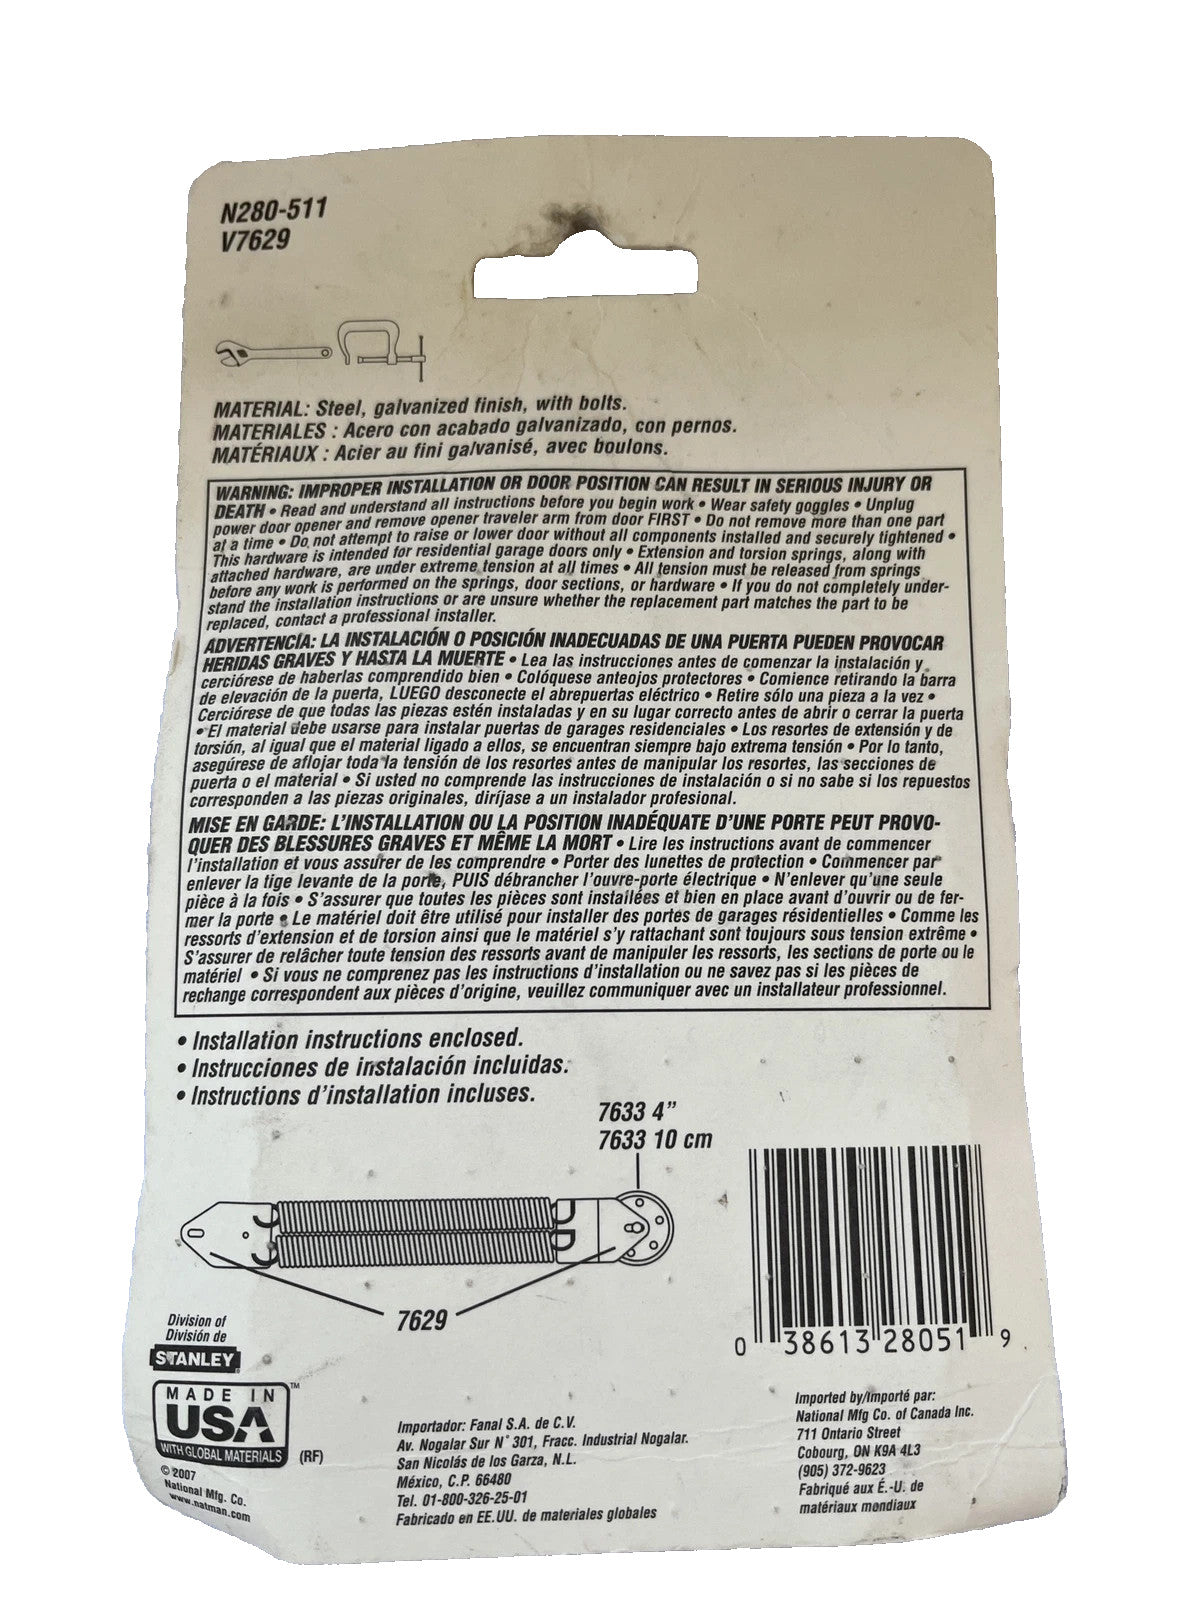 N280-511
V7629
MATERIAL: Steel, galvanized finish, with bolts.
MATERIALES : Acero con acabado galvanizado, con pernos.
MATÉRIAUX : Acier au fini galvanisé, avec boulons.
WARNING: IMPROPER INSTALLATION OR DOOR POSITION CAN RESULT IN SERIOUS INJURY OR
DEATH • Read and understand all instructions before you begin work • Wear safety goggles • Unplug
power door opener and remove opener traveler arm from door FIRST • Do not remove more than one part
at a time • Do not attempt to raise or lower door without all components installed and securely tightened •
This hardware is intended for residential garage doors only • Extension and torsion springs, along with
attached hardware, are under extreme tension at all times • All tension must be released from springs
before any work is performed on the springs, door sections, or hardware • If you do not completely under-
stand the installation instructions or are unsure whether the replacement part matches the part to be
replaced, contact a professional installer.
ADVERTENCIA: LA INSTALACIÓN O POSICIÓN INADECUADAS DE UNA PUERTA PUEDEN PROVOCAR
HERIDAS GRAVES Y HASTA LA MUERTE • Lea las instrucciones antes de comenzar la instalación y
cerciórese de haberlas comprendido bien • Colóquese anteojos protectores • Comience retirando la barra
de elevación de la puerta, LUEGO desconecte el abrepuertas eléctrico • Retire sólo una pieza a la vez •
Cerciórese de que todas las piezas estén instaladas y en su lugar correcto antes de abrir o cerrar la puerta
• El material debe usarse para instalar puertas de garages residenciales • Los resortes de extensión y de
torsión, al igual que el material ligado a ellos, se encuentran siempre bajo extrema tensión • Por lo tanto,
asegúrese de aflojar toda la tensión de los resortes antes de manipular los resortes, las secciones de
puerta o el material • Si usted no comprende las instrucciones de instalación o si no sabe si los repuestos
corresponden a las piezas originales, diríjase a un instalador profesional.
MISE EN GARDE: L'INSTALLATION OU LA POSITION INADÉQUATE D'UNE PORTE PEUT PROVO-
QUER DES BLESSURES GRAVES ET MÊME LA MORT • Lire les instructions avant de commencer
l'installation et vous assurer de les comprendre • Porter des lunettes de protection • Commencer par
enlever la tige levante de la porte, PUIS débrancher l'ouvre-porte électrique • N'enlever qu'une seule
pièce à la fois • S'assurer que toutes les pièces sont installées et bien en place avant d'ouvrir ou de fer-
mer la porte • Le matériel doit être utilisé pour installer des portes de garages résidentielles • Comme les
ressorts d'extension et de torsion ainsi que le matériel s'y rattachant sont toujours sous tension extrême •
S'assurer de relâcher toute tension des ressorts avant de manipuler les ressorts, les sections de porte ou le
matériel • Si vous ne comprenez pas les instructions d'installation ou ne savez pas si les pièces de
rechange correspondent aux pièces d'origine, veuillez communiquer avec un installateur professionnel.
• Installation instructions enclosed.
• Instrucciones de instalación incluidas.
• Instructions d'installation incluses.
7633 4"
7633 10 cm
7629
0 38613 28051 9
Division of
División de
STANLEY
MADE IN
USA ™
WITH GLOBAL MATERIALS (RF)
© 2007
National Mfg. Co.
www.natman.com
Importador: Fanal S.A. de C.V.
Av. Nogalar Sur N° 301, Fracc. Industrial Nogalar.
San Nicolás de los Garza, N.L.
México, C.P. 66480
Tel. 01-800-326-25-01
Fabricado en EE.UU. de materiales globales
Imported by/Importé par:
National Mfg Co. of Canada Inc.
711 Ontario Street
Cobourg, ON K9A 4L3
(905) 372-9623
Fabriqué aux É.-U. de
matériaux mondiaux